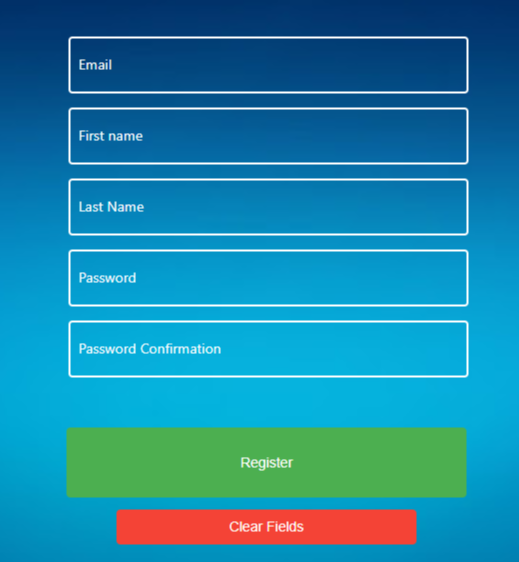 Email
First name
Last Name
Password
Password Confirmation
Register
Clear Fields